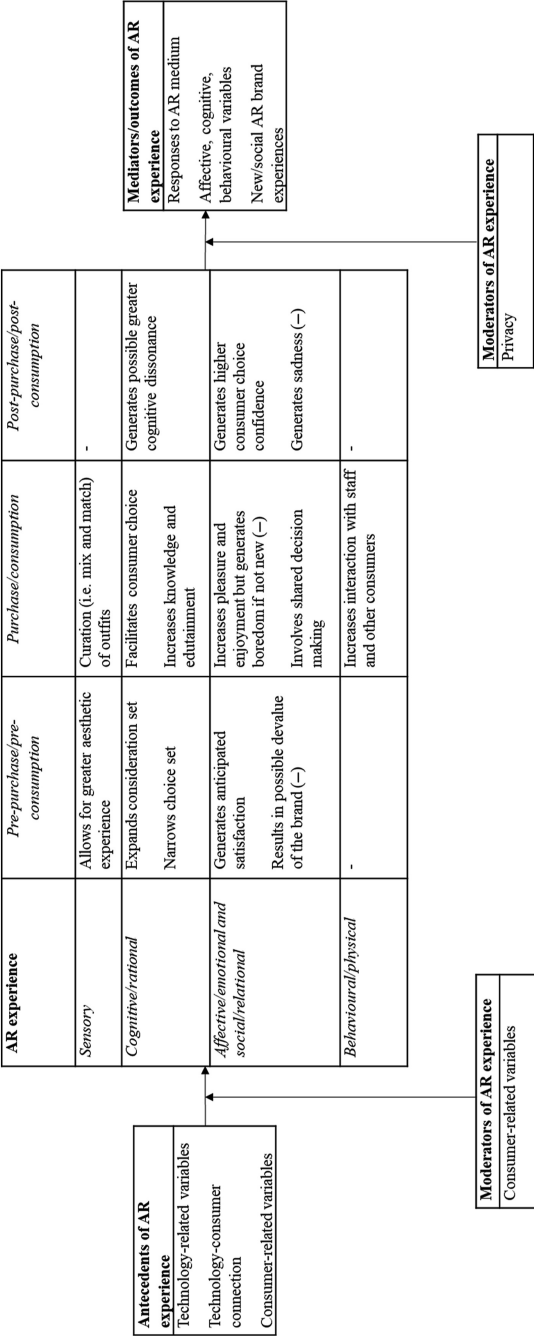 Antecedents of AR
experience
Technology-related variables
Technology-consumer
connection
Consumer-related variables
Moderators of AR experience
Consumer-related variables
AR experience
Pre-purchase/pre-
consumption
Purchase/consumption
Post-purchase/post-
consumption
Sensory
Allows for greater aesthetic
experience
Curation (i.e. mix and match)
of outfits
-
Cognitive/rational
Expands consideration set
Narrows choice set
Facilitates consumer choice
Increases knowledge and
edutainment
Generates possible greater
cognitive dissonance
Affective/emotional and
social/relational
Generates anticipated
satisfaction
Results in possible devalue
of the brand (–)
Increases pleasure and
enjoyment but generates
boredom if not new (–)
Involves shared decision
making
Generates higher
consumer choice
confidence
Generates sadness (–)
Behavioural/physical
-
Increases interaction with staff
and other consumers
-
Mediators/outcomes of AR
experience
Responses to AR medium
Affective, cognitive,
behavioural variables
New/social AR brand
experiences
Moderators of AR experience
Privacy